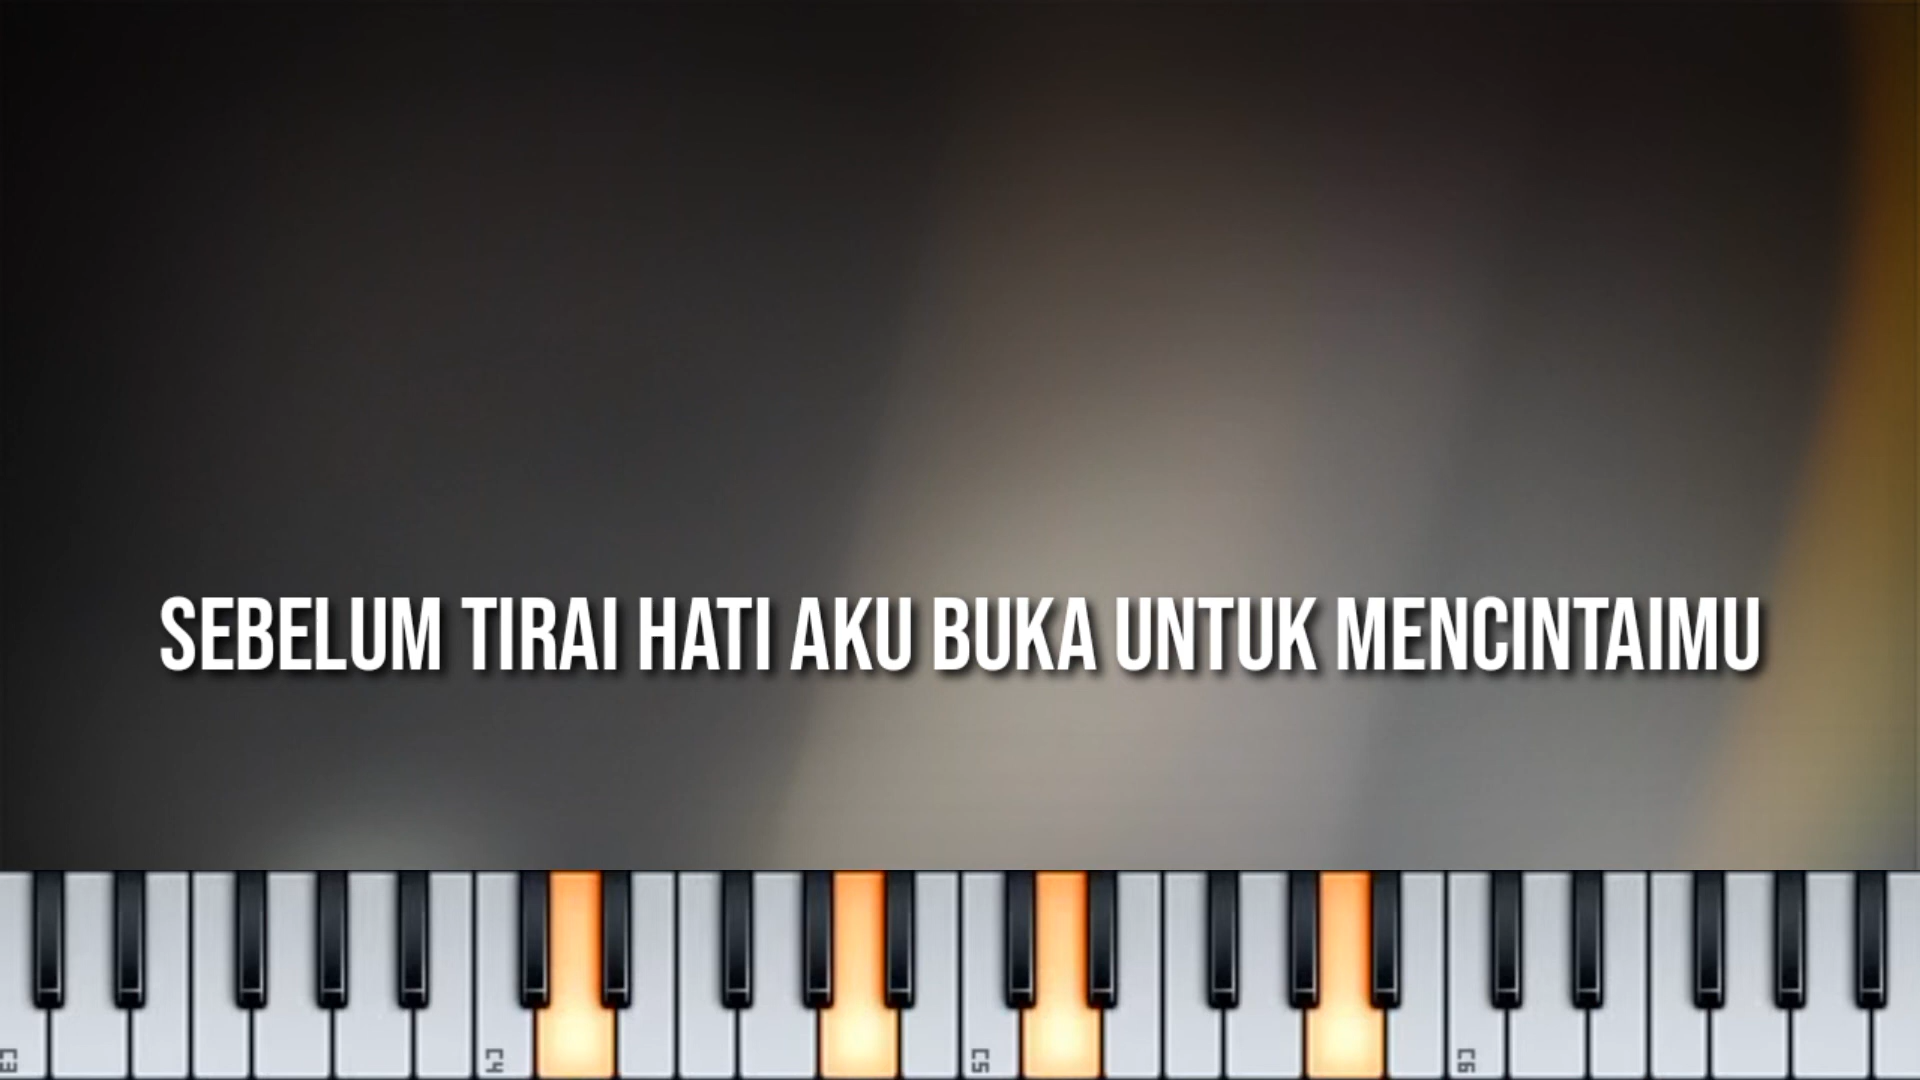 SEBELUM TIRAI HATI AKU BUKA UNTUK MENCINTAIMU
C3
C4
C5
C6